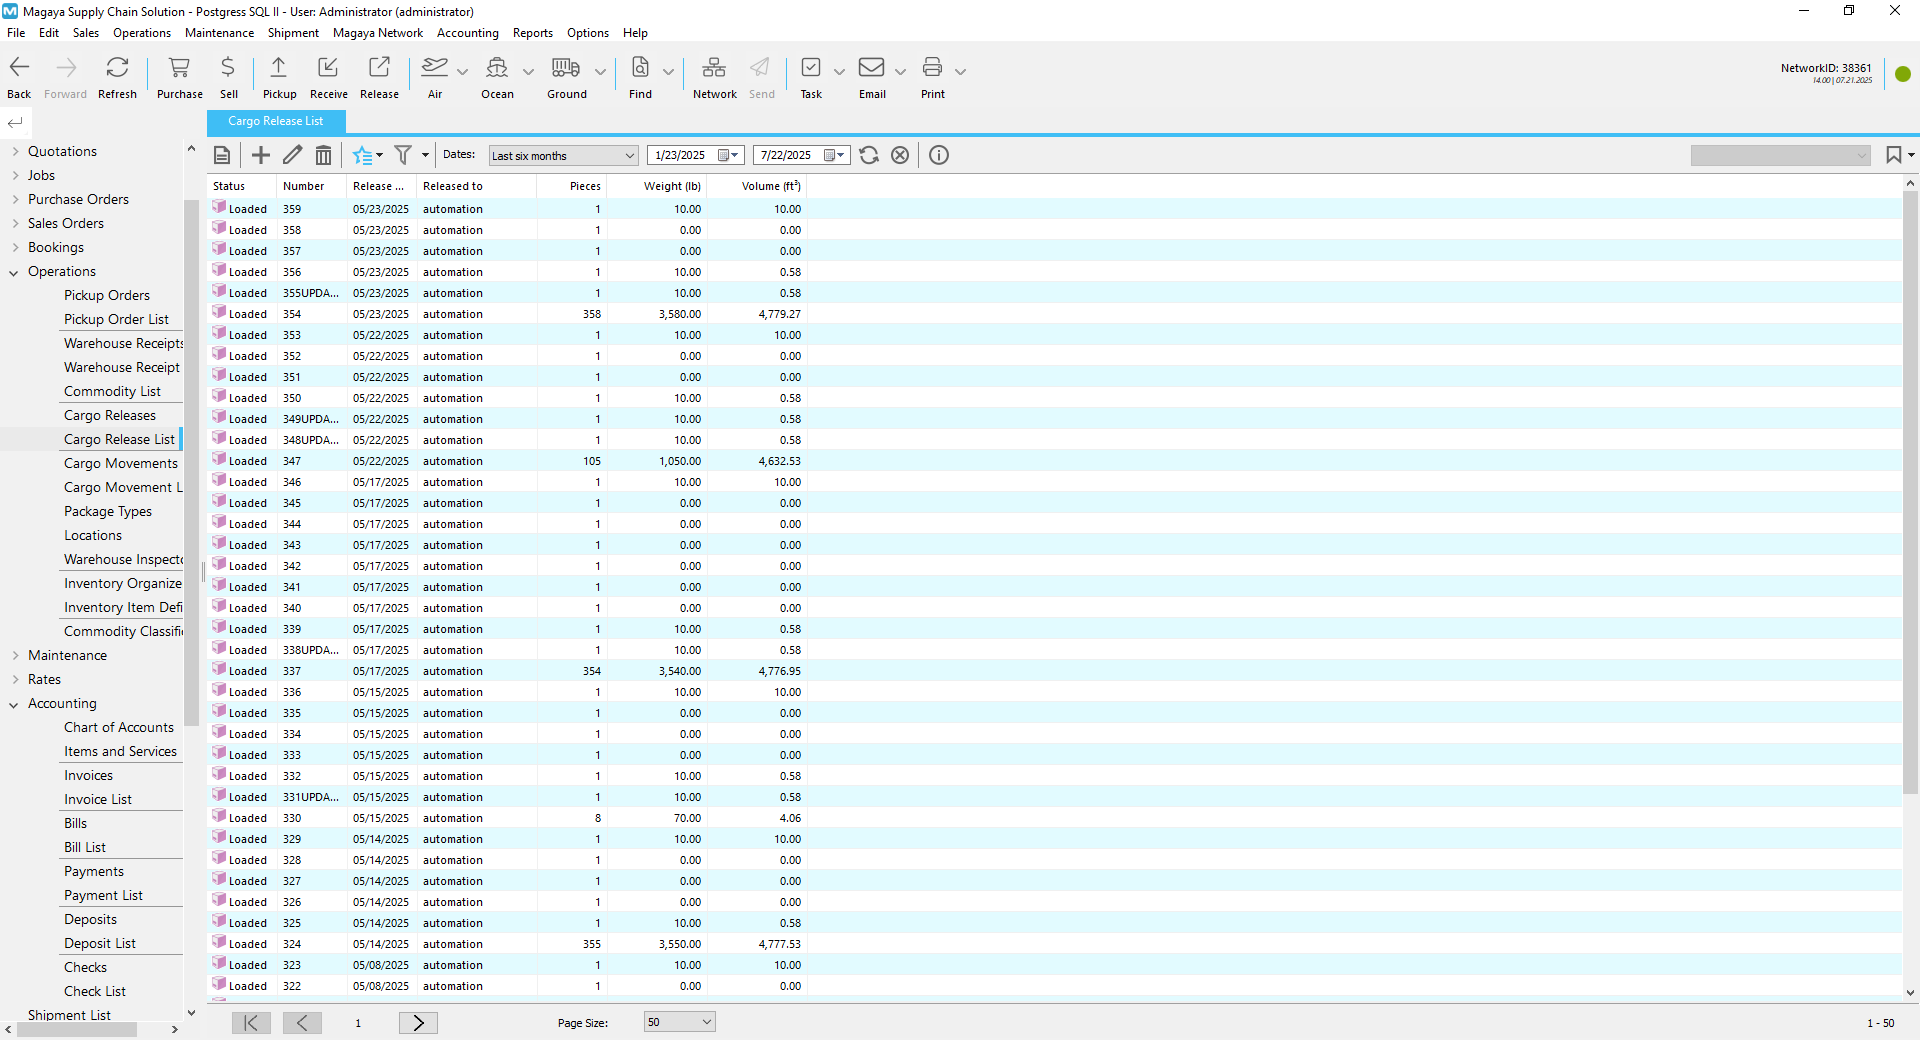 Magaya Supply Chain Solution - Postgress SQL II - User: Administrator (administrator)
File Edit Sales Operations Maintenance Shipment Magaya Network Accounting Reports Options Help
Back Forward Refresh Purchase Sell Pickup Receive Release Air Ocean Ground Find Network Send Task Email Print
NetworkID: 38361
14.00 | 07.21.2025
Cargo Release List
Dates: Last six months 1/23/2025 7/22/2025
Quotations
Jobs
Purchase Orders
Sales Orders
Bookings
Operations
Pickup Orders
Pickup Order List
Warehouse Receipts
Warehouse Receipt
Commodity List
Cargo Releases
Cargo Release List
Cargo Movements
Cargo Movement L
Package Types
Locations
Warehouse Inspecto
Inventory Organize
Inventory Item Defi
Commodity Classifi
Maintenance
Rates
Accounting
Chart of Accounts
Items and Services
Invoices
Invoice List
Bills
Bill List
Payments
Payment List
Deposits
Deposit List
Checks
Check List
Shipment List
Status Number Release ... Released to Pieces Weight (lb) Volume (ft³)
Loaded 359 05/23/2025 automation 1 10.00 10.00
Loaded 358 05/23/2025 automation 1 0.00 0.00
Loaded 357 05/23/2025 automation 1 0.00 0.00
Loaded 356 05/23/2025 automation 1 10.00 0.58
Loaded 355UPDA... 05/23/2025 automation 1 10.00 0.58
Loaded 354 05/23/2025 automation 358 3,580.00 4,779.27
Loaded 353 05/22/2025 automation 1 10.00 10.00
Loaded 352 05/22/2025 automation 1 0.00 0.00
Loaded 351 05/22/2025 automation 1 0.00 0.00
Loaded 350 05/22/2025 automation 1 10.00 0.58
Loaded 349UPDA... 05/22/2025 automation 1 10.00 0.58
Loaded 348UPDA... 05/22/2025 automation 1 10.00 0.58
Loaded 347 05/22/2025 automation 105 1,050.00 4,632.53
Loaded 346 05/17/2025 automation 1 10.00 10.00
Loaded 345 05/17/2025 automation 1 0.00 0.00
Loaded 344 05/17/2025 automation 1 0.00 0.00
Loaded 343 05/17/2025 automation 1 0.00 0.00
Loaded 342 05/17/2025 automation 1 0.00 0.00
Loaded 341 05/17/2025 automation 1 0.00 0.00
Loaded 340 05/17/2025 automation 1 0.00 0.00
Loaded 339 05/17/2025 automation 1 10.00 0.58
Loaded 338UPDA... 05/17/2025 automation 1 10.00 0.58
Loaded 337 05/17/2025 automation 354 3,540.00 4,776.95
Loaded 336 05/15/2025 automation 1 10.00 10.00
Loaded 335 05/15/2025 automation 1 0.00 0.00
Loaded 334 05/15/2025 automation 1 0.00 0.00
Loaded 333 05/15/2025 automation 1 0.00 0.00
Loaded 332 05/15/2025 automation 1 10.00 0.58
Loaded 331UPDA... 05/15/2025 automation 1 10.00 0.58
Loaded 330 05/15/2025 automation 8 70.00 4.06
Loaded 329 05/14/2025 automation 1 10.00 10.00
Loaded 328 05/14/2025 automation 1 0.00 0.00
Loaded 327 05/14/2025 automation 1 0.00 0.00
Loaded 326 05/14/2025 automation 1 0.00 0.00
Loaded 325 05/14/2025 automation 1 10.00 0.58
Loaded 324 05/14/2025 automation 355 3,550.00 4,777.53
Loaded 323 05/08/2025 automation 1 10.00 10.00
Loaded 322 05/08/2025 automation 1 0.00 0.00
1 Page Size: 50 1 - 50